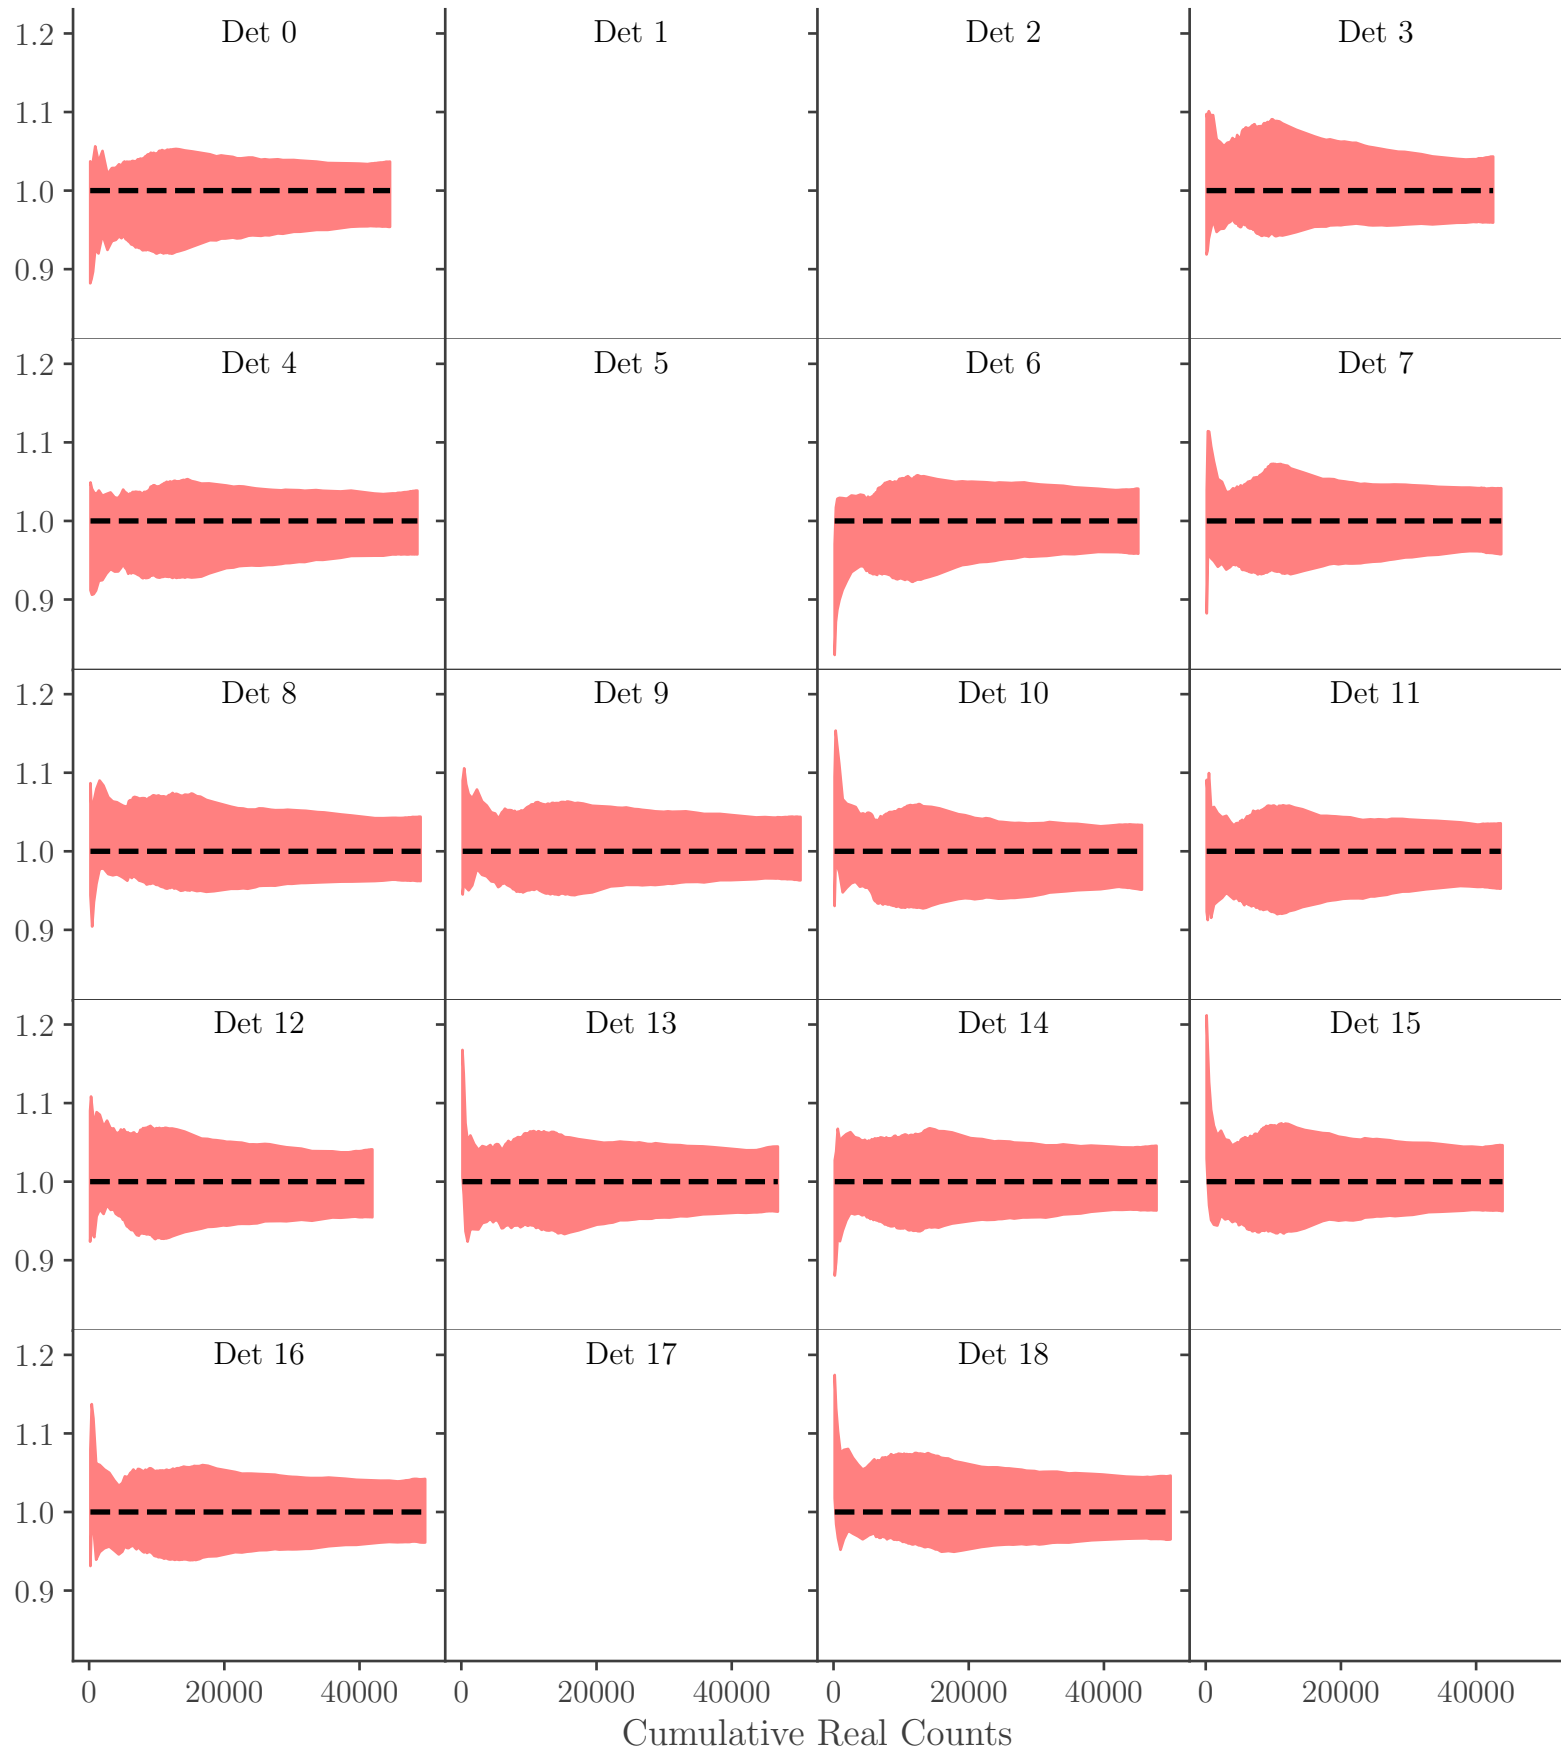 1.2 Det 0 Det 1 Det 2 Det 3
1.1
1.0
0.9
1.2 Det 4 Det 5 Det 6 Det 7
1.1
1.0
0.9
1.2 Det 8 Det 9 Det 10 Det 11
1.1
1.0
0.9
1.2 Det 12 Det 13 Det 14 Det 15
1.1
1.0
0.9
1.2 Det 16 Det 17 Det 18
1.1
1.0
0.9
0 20000 40000 0 20000 40000 0 20000 40000 0 20000 40000
Cumulative Real Counts